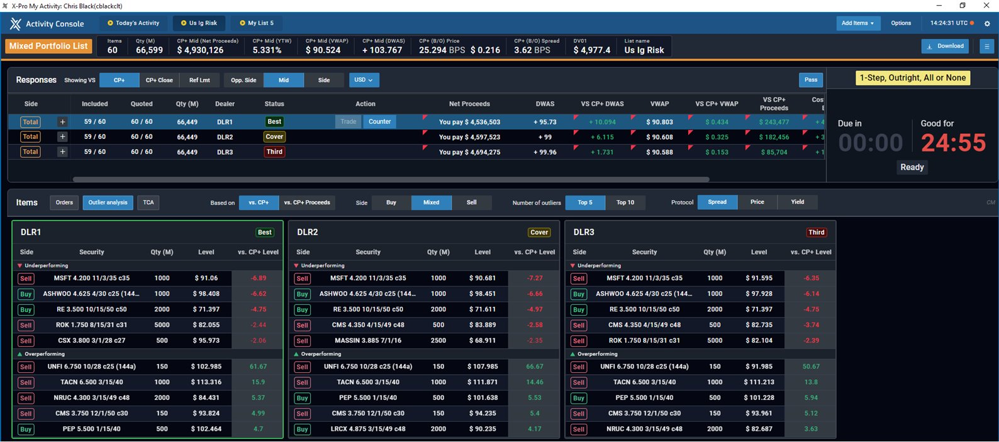 X-Pro My Activity: Chris Black(cblackclt)
Activity Console Today's Activity Us Ig Risk My List 5 Add Items Options 14:24:31 UTC
Mixed Portfolio List
Items Qty (M) CP+ Mid (Net Proceeds) CP+ Mid (YTW) CP+ Mid (VWAP) CP+ Mid (DWAS) CP+ (B/O) Price CP+ (B/O) Spread DV01 List name
60 66,599 $ 4,930,126 5.331% $ 90.524 + 103.767 25.294 BPS $ 0.216 3.62 BPS $ 4,977.4 Us Ig Risk
Download
Responses Showing VS CP+ CP+ Close Ref Lmt Opp. Side Mid Side USD Pass
1-Step, Outright, All or None
Side Included Quoted Qty (M) Dealer Status Action Net Proceeds DWAS VS CP+ DWAS VWAP VS CP+ VWAP VS CP+ Proceeds
Total + 59 / 60 60 / 60 66,449 DLR1 Best Trade Counter You pay $ 4,536,503 + 95.73 + 10.094 $ 90.803 $ 0.434 $ 243,477
Total + 59 / 60 60 / 60 66,449 DLR2 Cover You pay $ 4,597,523 + 99 + 6.115 $ 90.608 $ 0.325 $ 182,456
Total + 59 / 60 60 / 60 66,449 DLR3 Third You pay $ 4,694,275 + 99.96 + 1.731 $ 90.588 $ 0.153 $ 85,704
Due in Good for
00:00 24:55
Ready
Items Orders Outlier analysis TCA Based on vs. CP+ vs. CP+ Proceeds Side Buy Mixed Sell Number of outliers Top 5 Top 10 Protocol Spread Price Yield CM
DLR1 Best
Side Security Qty (M) Level vs. CP+ Level
Underperforming
Sell MSFT 4.200 11/3/35 c35 1000 $ 91.06 -6.89
Buy ASHWOO 4.625 4/30 c25 (144... 1000 $ 98.408 -6.62
Buy RE 3.500 10/15/50 c50 2000 $ 71.397 -4.75
Sell ROK 1.750 8/15/31 c31 5000 $ 82.055 -2.44
Sell CSX 3.800 3/1/28 c27 500 $ 95.973 -2.06
Overperforming
Sell UNFI 6.750 10/28 c25 (144a) 150 $ 102.985 61.67
Sell TACN 6.500 3/15/40 1000 $ 113.316 15.9
Sell NRUC 4.300 3/15/49 c48 2000 $ 84.431 5.37
Sell CMS 3.750 12/1/50 c30 150 $ 93.824 4.99
Buy PEP 5.500 1/15/40 500 $ 102.464 4.7
DLR2 Cover
Side Security Qty (M) Level vs. CP+ Level
Underperforming
Sell MSFT 4.200 11/3/35 c35 1000 $ 90.681 -7.27
Buy ASHWOO 4.625 4/30 c25 (144... 1000 $ 98.451 -6.66
Buy RE 3.500 10/15/50 c50 2000 $ 71.611 -4.97
Sell CMS 4.350 4/15/49 c48 500 $ 83.889 -2.58
Sell MASSIN 3.885 7/1/16 2500 $ 68.911 -2.35
Overperforming
Sell UNFI 6.750 10/28 c25 (144a) 150 $ 107.985 66.67
Sell TACN 6.500 3/15/40 1000 $ 111.871 14.46
Buy PEP 5.500 1/15/40 500 $ 101.638 5.53
Sell CMS 3.750 12/1/50 c30 150 $ 94.235 5.4
Buy LRCX 4.875 3/15/49 c48 2000 $ 90.235 4.17
DLR3 Third
Side Security Qty (M) Level vs. CP+ Level
Underperforming
Sell MSFT 4.200 11/3/35 c35 1000 $ 91.595 -6.35
Buy ASHWOO 4.625 4/30 c25 (144... 1000 $ 97.928 -6.14
Buy RE 3.500 10/15/50 c50 2000 $ 71.397 -4.75
Sell CMS 4.350 4/15/49 c48 500 $ 82.735 -3.74
Sell ROK 1.750 8/15/31 c31 5000 $ 82.104 -2.39
Overperforming
Sell UNFI 6.750 10/28 c25 (144a) 150 $ 91.985 50.67
Sell TACN 6.500 3/15/40 1000 $ 111.213 13.8
Buy PEP 5.500 1/15/40 500 $ 101.228 5.94
Sell CMS 3.750 12/1/50 c30 150 $ 93.961 5.12
Sell NRUC 4.300 3/15/49 c48 2000 $ 82.687 3.63